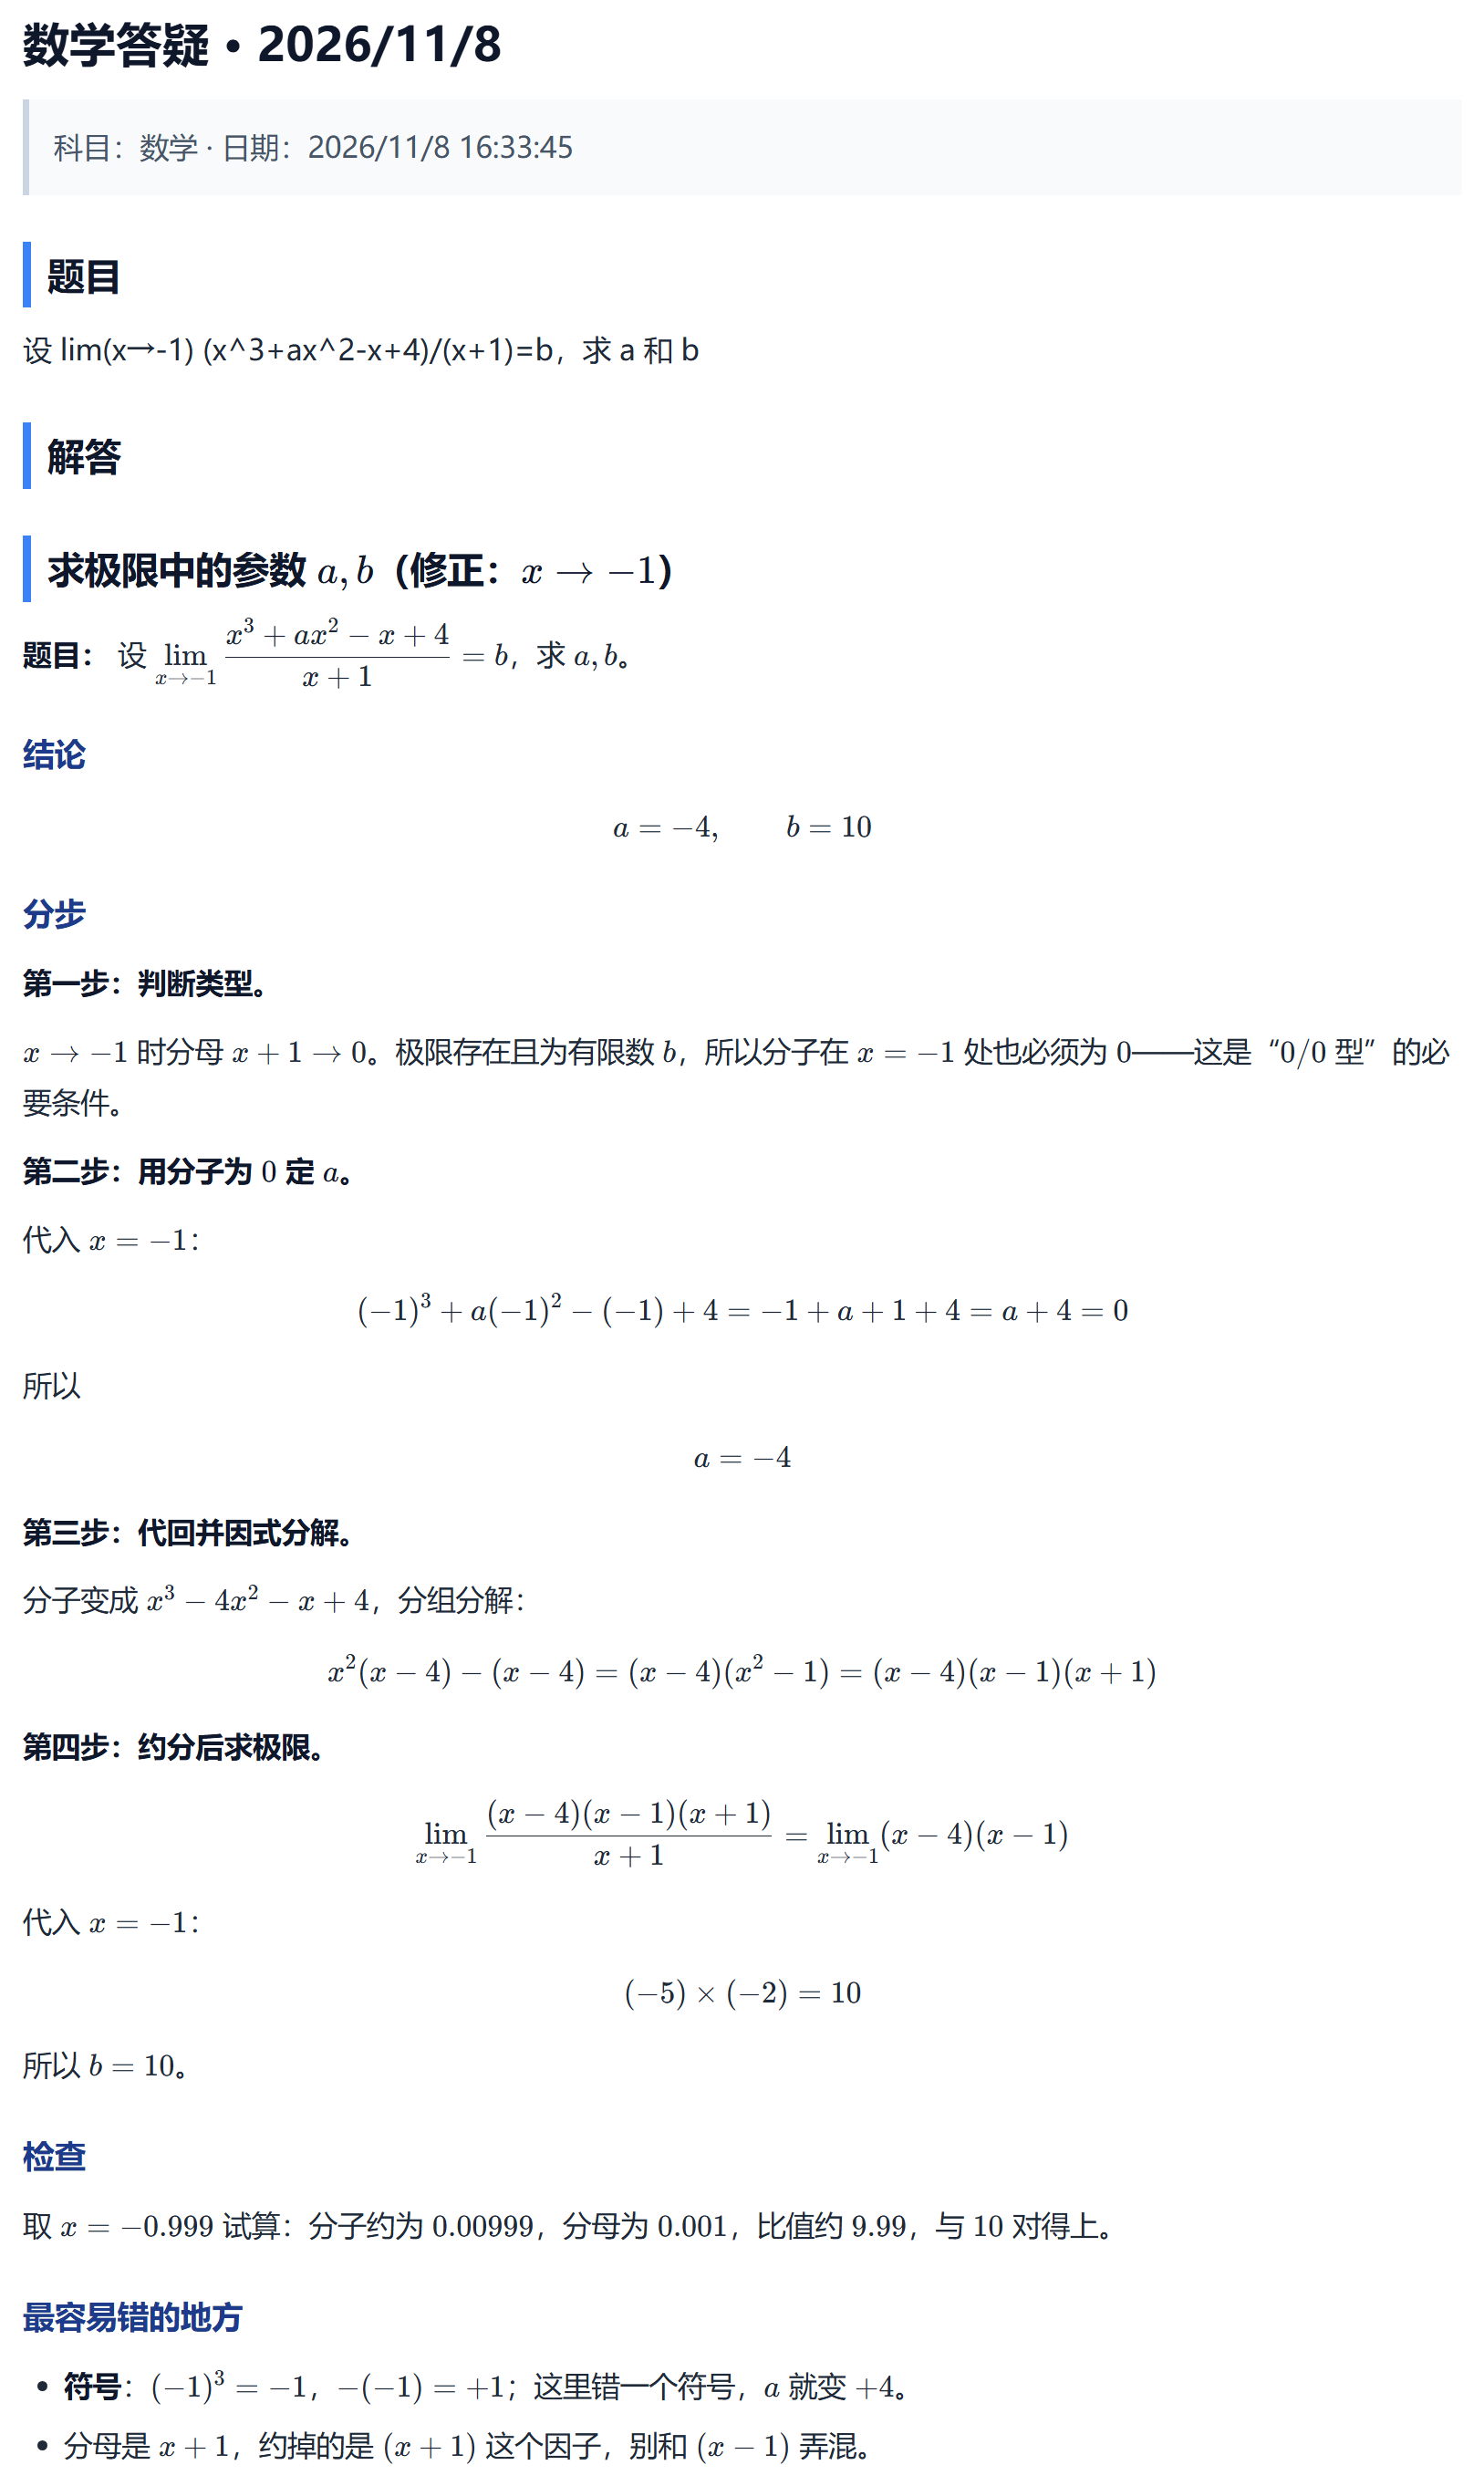 数学答疑 • 2026/11/8
科目：数学 · 日期：2026/11/8 16:33:45
题目
设 lim(x→-1) (x^3+ax^2-x+4)/(x+1)=b，求 a 和 b
解答
求极限中的参数 a, b（修正：x → −1）
题目： 设 lim_{x→−1} (x³ + ax² − x + 4)/(x + 1) = b，求 a, b。
结论
a = −4, b = 10
分步
第一步：判断类型。
x → −1 时分母 x + 1 → 0。极限存在且为有限数 b，所以分子在 x = −1 处也必须为 0——这是“0/0 型”的必
要条件。
第二步：用分子为 0 定 a。
代入 x = −1：
(−1)³ + a(−1)² − (−1) + 4 = −1 + a + 1 + 4 = a + 4 = 0
所以
a = −4
第三步：代回并因式分解。
分子变成 x³ − 4x² − x + 4，分组分解：
x²(x − 4) − (x − 4) = (x − 4)(x² − 1) = (x − 4)(x − 1)(x + 1)
第四步：约分后求极限。
lim_{x→−1} (x − 4)(x − 1)(x + 1)/(x + 1) = lim_{x→−1} (x − 4)(x − 1)
代入 x = −1：
(−5) × (−2) = 10
所以 b = 10。
检查
取 x = −0.999 试算：分子约为 0.00999，分母为 0.001，比值约 9.99，与 10 对得上。
最容易错的地方
• 符号：(−1)³ = −1，−(−1) = +1；这里错一个符号，a 就变 +4。
• 分母是 x + 1，约掉的是 (x + 1) 这个因子，别和 (x − 1) 弄混。